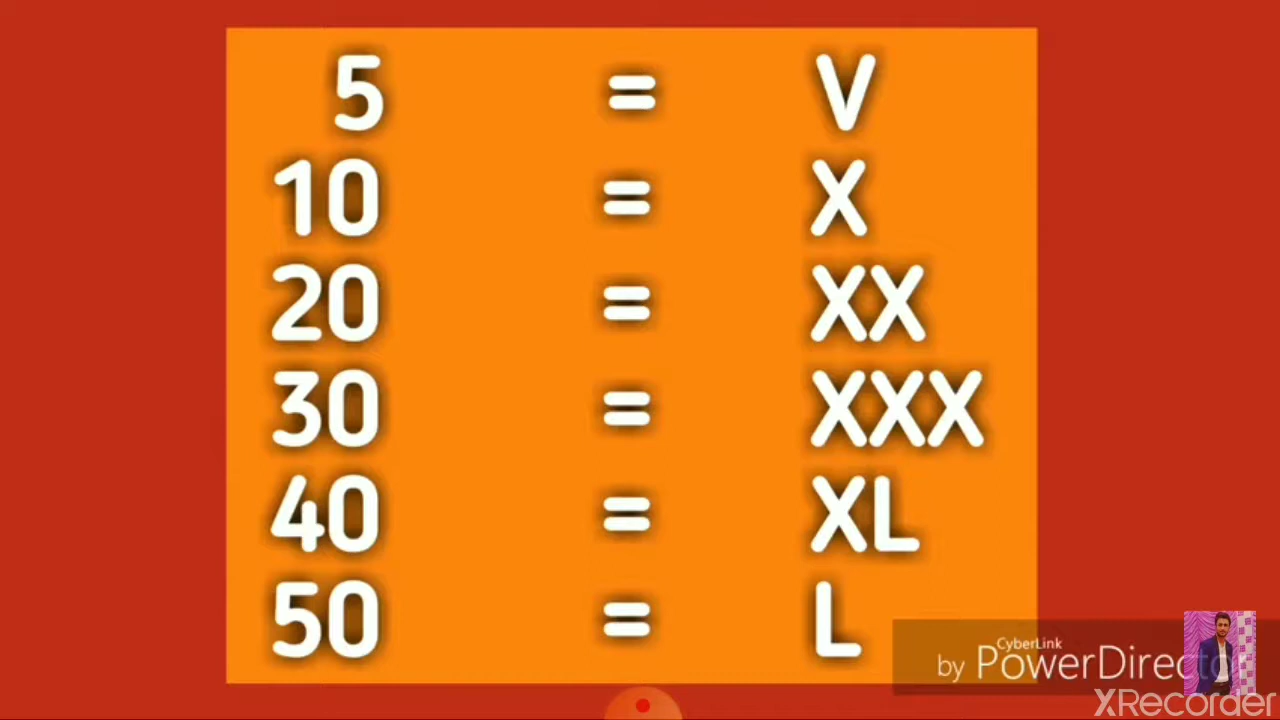 5 = V
10 = X
20 = XX
30 = XXX
40 = XL
50 = L
CyberLink
by PowerDirector
XRecorder